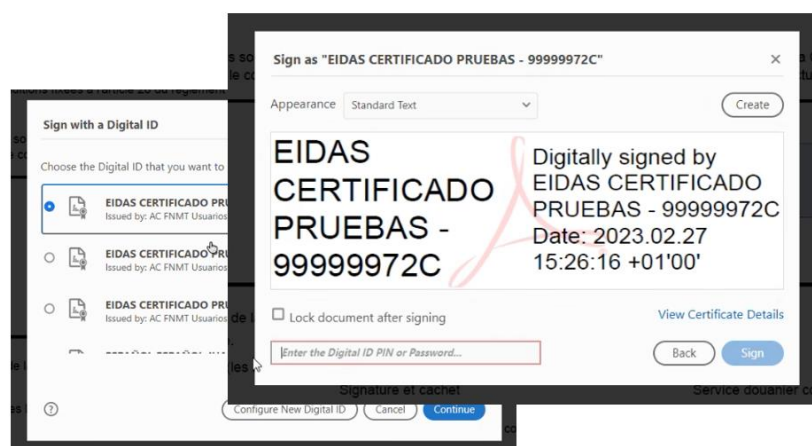 Sign as "EIDAS CERTIFICADO PRUEBAS - 99999972C"
Appearance Standard Text Create
EIDAS
CERTIFICADO
PRUEBAS -
99999972C
Digitally signed by
EIDAS CERTIFICADO
PRUEBAS - 99999972C
Date: 2023.02.27
15:26:16 +01'00'
Lock document after signing
View Certificate Details
Enter the Digital ID PIN or Password...
Back Sign
Signature et cachet
Service douanier
Sign with a Digital ID
Choose the Digital ID that you want to
EIDAS CERTIFICADO
Issued by: AC FNMT Usuarios
EIDAS CERTIFICADO
Issued by: AC FNMT Usuarios
EIDAS CERTIFICADO
Issued by: AC FNMT Usuarios
Configure New Digital ID Cancel Continue